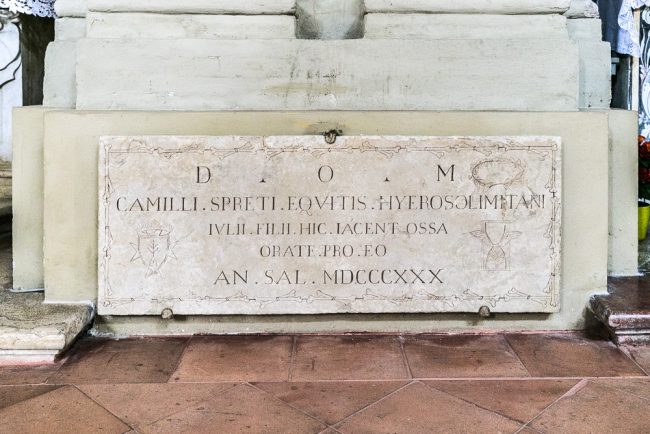 D · O · M
CAMILLI . SPRETI . EQVITIS . HYEROSOLIMITANI
IVLII . FILII . HIC . IACENT . OSSA
ORATE . PRO . EO
AN . SAL . MDCCCXXX